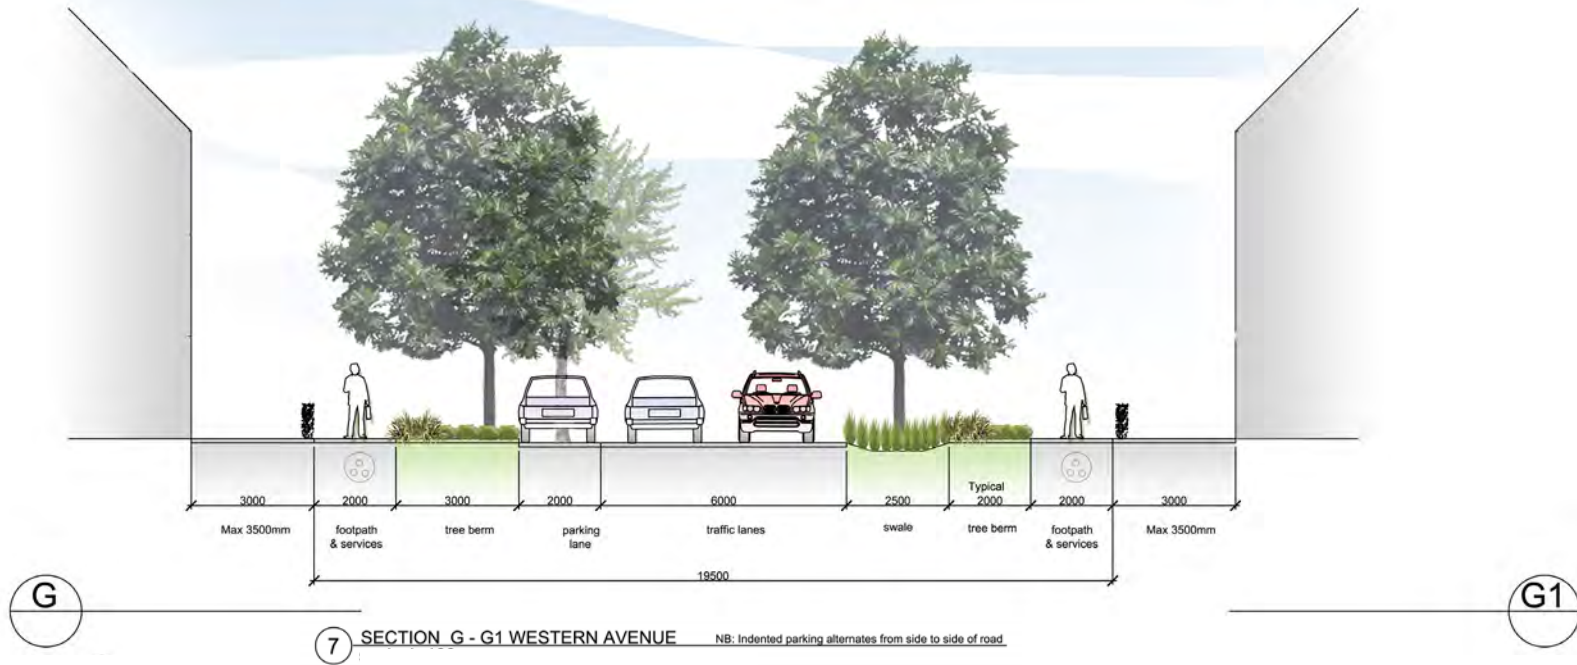 Typical
3000 2000 3000 2000 6000 2500 2000 2000 3000
Max 3500mm footpath tree berm parking traffic lanes swale tree berm footpath Max 3500mm
& services lane & services
19500
G G1
7 SECTION G - G1 WESTERN AVENUE NB: Indented parking alternates from side to side of road